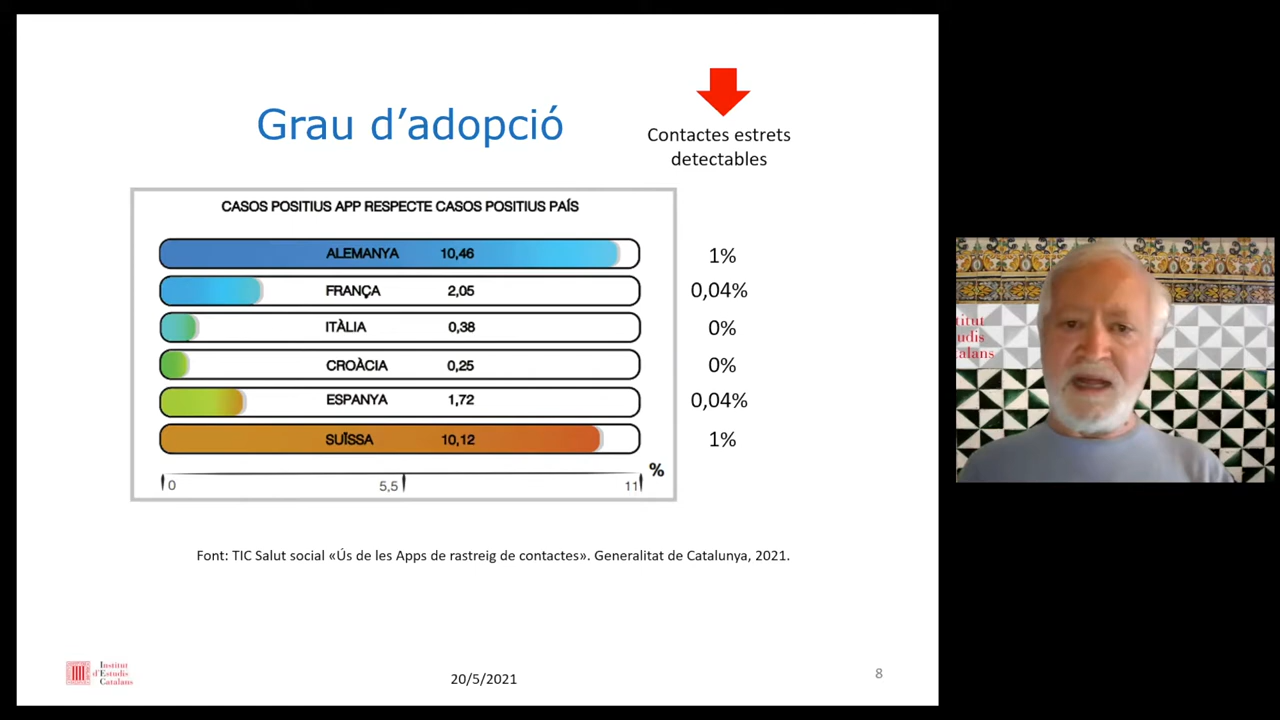 Grau d’adopció
Contactes estrets
detectables
CASOS POSITIUS APP RESPECTE CASOS POSITIUS PAÍS
ALEMANYA 10,46 1%
FRANÇA 2,05 0,04%
ITÀLIA 0,38 0%
CROÀCIA 0,25 0%
ESPANYA 1,72 0,04%
SUÏSSA 10,12 1%
%
0 5,5 11
Font: TIC Salut social «Ús de les Apps de rastreig de contactes». Generalitat de Catalunya, 2021.
Institut
d'Estudis
Catalans
20/5/2021
8
titut
udis
alans